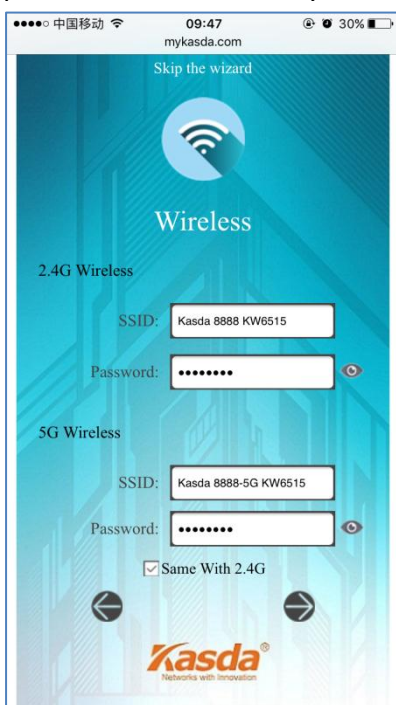 中国移动 09:47 30%
mykasda.com
Skip the wizard
Wireless
2.4G Wireless
SSID: Kasda 8888 KW6515
Password: ••••••••
5G Wireless
SSID: Kasda 8888-5G KW6515
Password: ••••••••
Same With 2.4G
Kasda®
Networks with Innovation